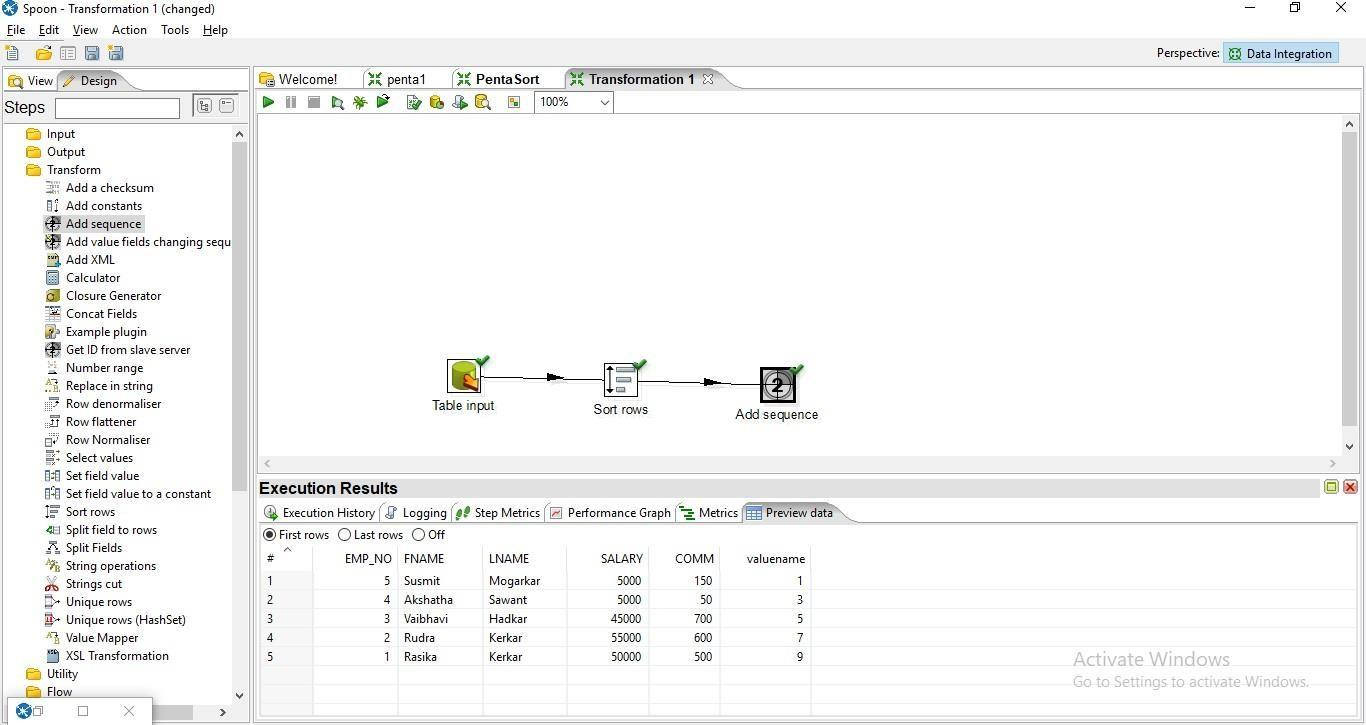 Spoon - Transformation 1 (changed)
File Edit View Action Tools Help
Perspective: Data Integration
View Design
Steps
Input
Output
Transform
Add a checksum
Add constants
Add sequence
Add value fields changing sequ
Add XML
Calculator
Closure Generator
Concat Fields
Example plugin
Get ID from slave server
Number range
Replace in string
Row denormaliser
Row flattener
Row Normaliser
Select values
Set field value
Set field value to a constant
Sort rows
Split field to rows
Split Fields
String operations
Strings cut
Unique rows
Unique rows (HashSet)
Value Mapper
XSL Transformation
Utility
Flow
Welcome! penta1 PentaSort Transformation 1
100%
Table input
Sort rows
2
Add sequence
Execution Results
Execution History Logging Step Metrics Performance Graph Metrics Preview data
First rows Last rows Off
# EMP_NO FNAME LNAME SALARY COMM valuename
1 5 Susmit Mogarkar 5000 150 1
2 4 Akshatha Sawant 5000 50 3
3 3 Vaibhavi Hadkar 45000 700 5
4 2 Rudra Kerkar 55000 600 7
5 1 Rasika Kerkar 50000 500 9
Activate Windows
Go to Settings to activate Windows.